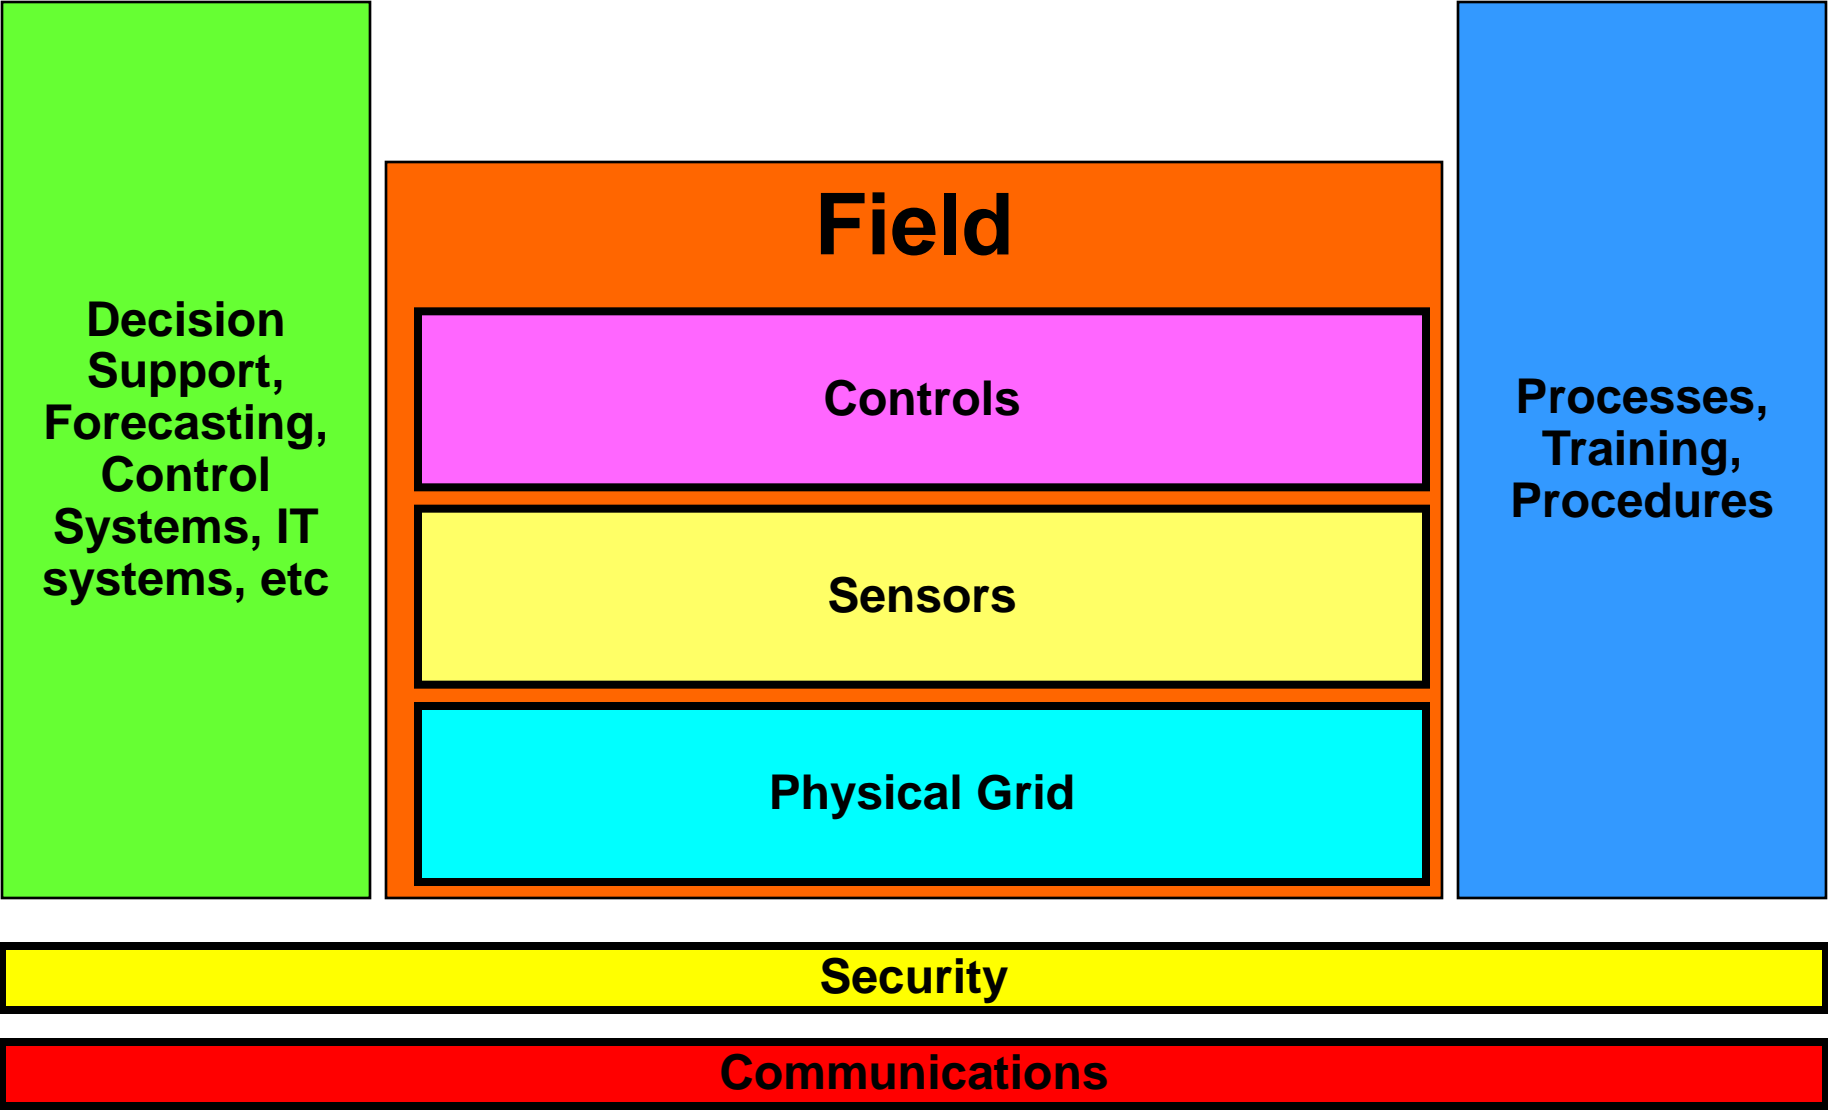 Decision
Support,
Forecasting,
Control
Systems, IT
systems, etc
Field
Controls
Sensors
Physical Grid
Processes,
Training,
Procedures
Security
Communications